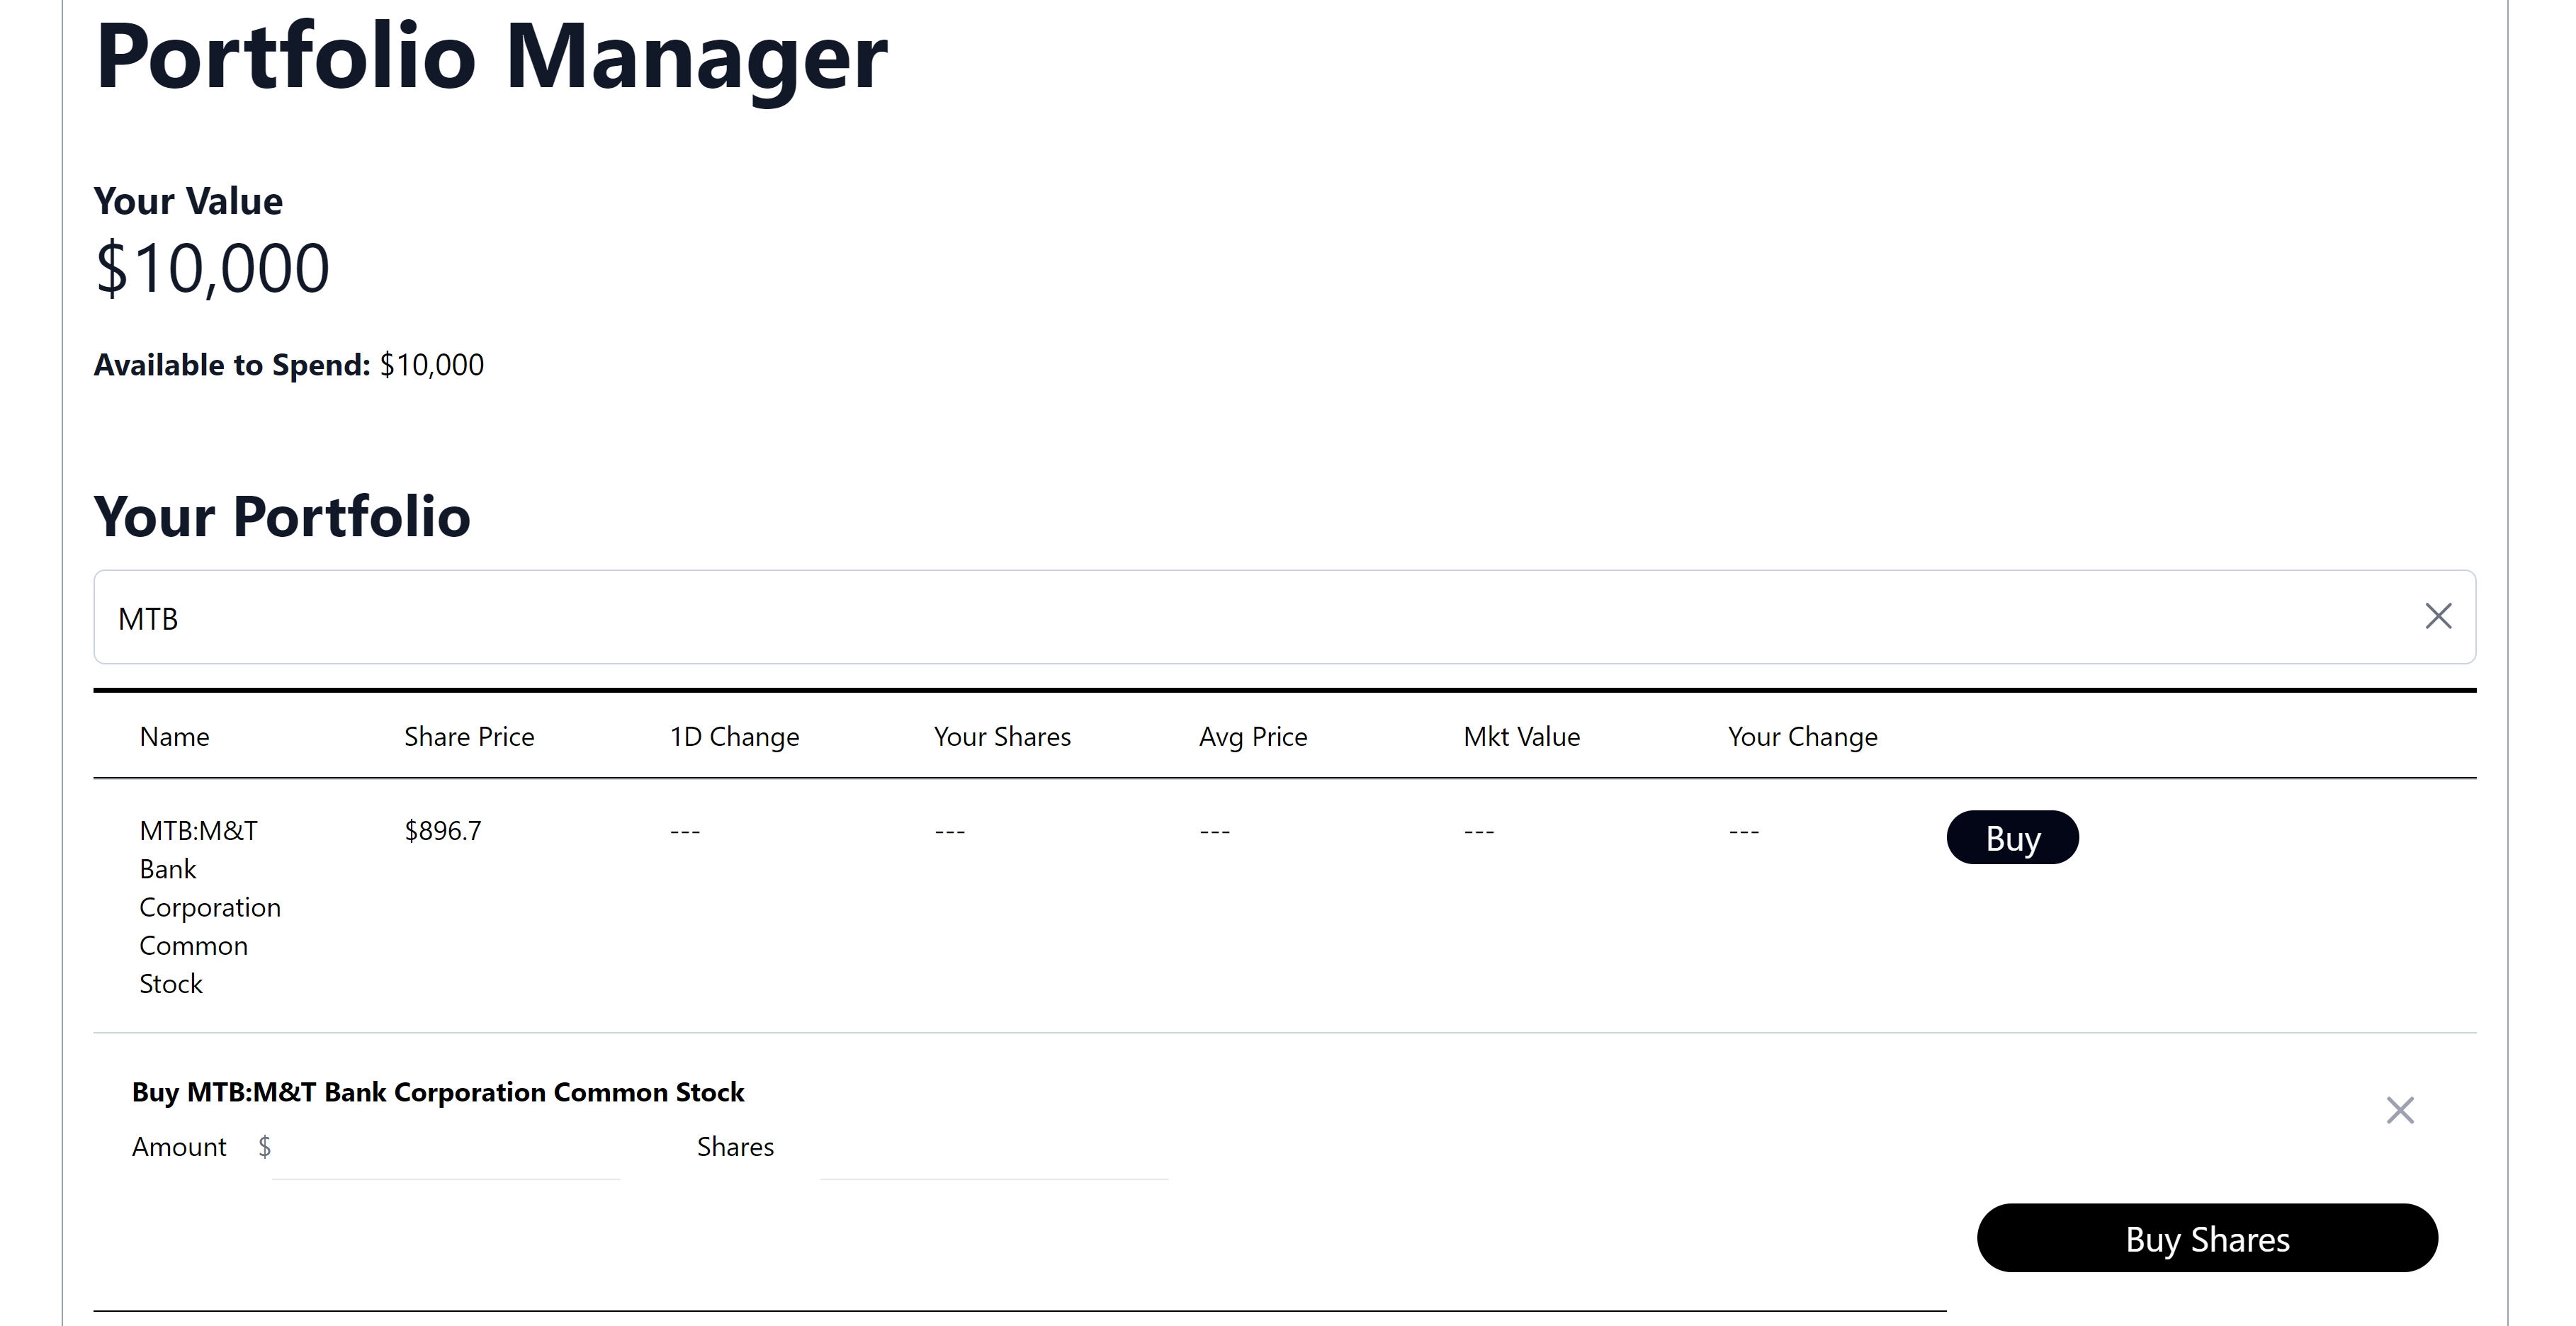 Portfolio Manager
Your Value
$10,000
Available to Spend: $10,000
Your Portfolio
MTB
Name Share Price 1D Change Your Shares Avg Price Mkt Value Your Change
MTB:M&T $896.7 --- --- --- --- --- Buy
Bank
Corporation
Common
Stock
Buy MTB:M&T Bank Corporation Common Stock
Amount $ Shares
Buy Shares